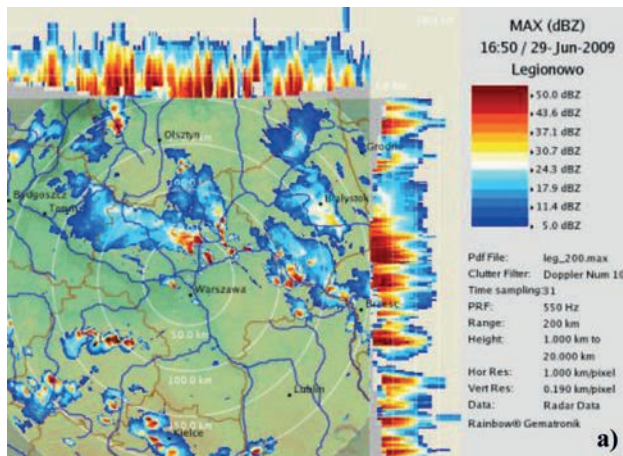 MAX (dBZ)
16:50 / 29-Jun-2009
Legionowo
50.0 dBZ
43.6 dBZ
37.1 dBZ
30.7 dBZ
24.3 dBZ
17.9 dBZ
11.4 dBZ
5.0 dBZ
Pdf File: leg_200.max
Clutter Filter: Doppler Num 10
Time sampling:31
PRF: 550 Hz
Range: 200 km
Height: 1.000 km to
20.000 km
Hor Res: 1.000 km/pixel
Vert Res: 0.190 km/pixel
Data: Radar Data
Rainbow® Gematronik
a)
Olsztyn
Grodno
Bydgoszcz
Białystok
Warszawa
50.0 km
100.0 km
Lublin
Kielce